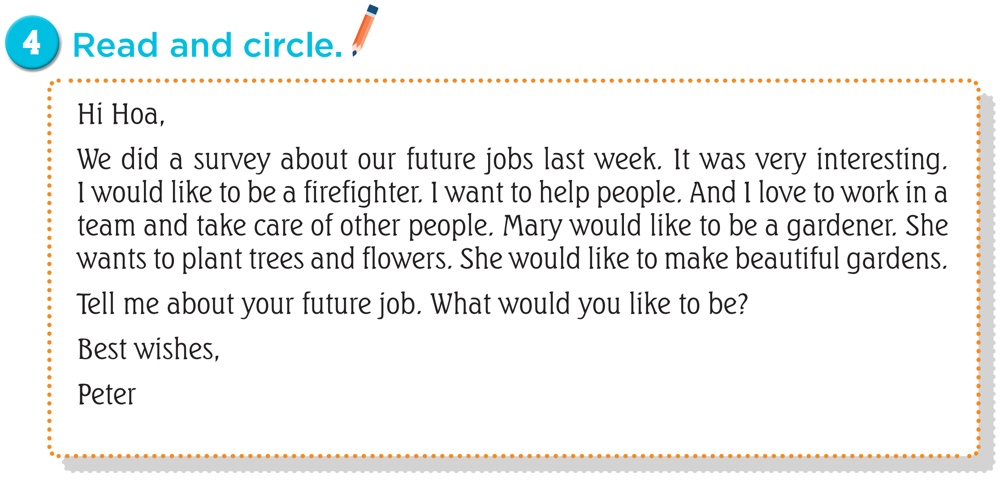 4 Read and circle.
Hi Hoa,
We did a survey about our future jobs last week. It was very interesting.
I would like to be a firefighter. I want to help people. And I love to work in a
team and take care of other people. Mary would like to be a gardener. She
wants to plant trees and flowers. She would like to make beautiful gardens.
Tell me about your future job. What would you like to be?
Best wishes,
Peter